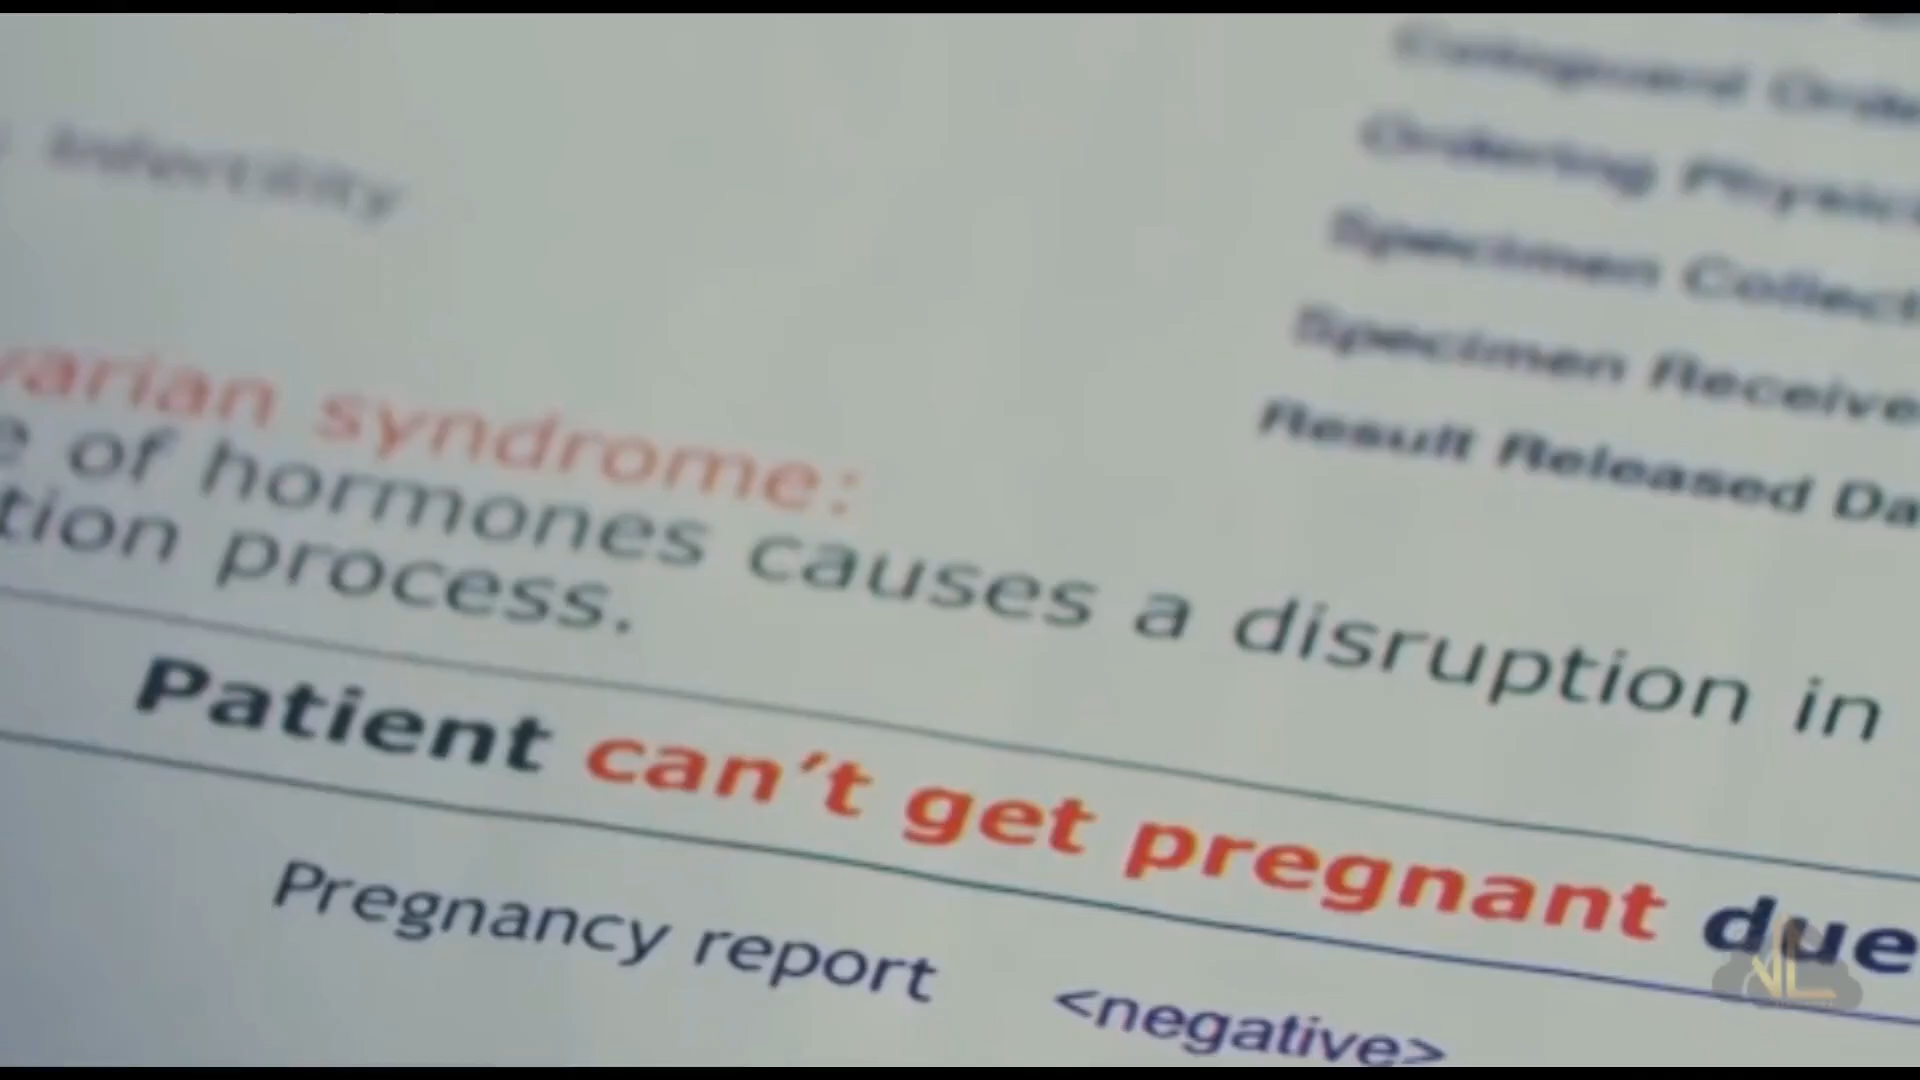 Infertility
Ordering Physici
Specimen Collect
Specimen Receive
Result Released Da
varian syndrome:
e of hormones causes a disruption in
tion process.
Patient can't get pregnant due
Pregnancy report <negative>